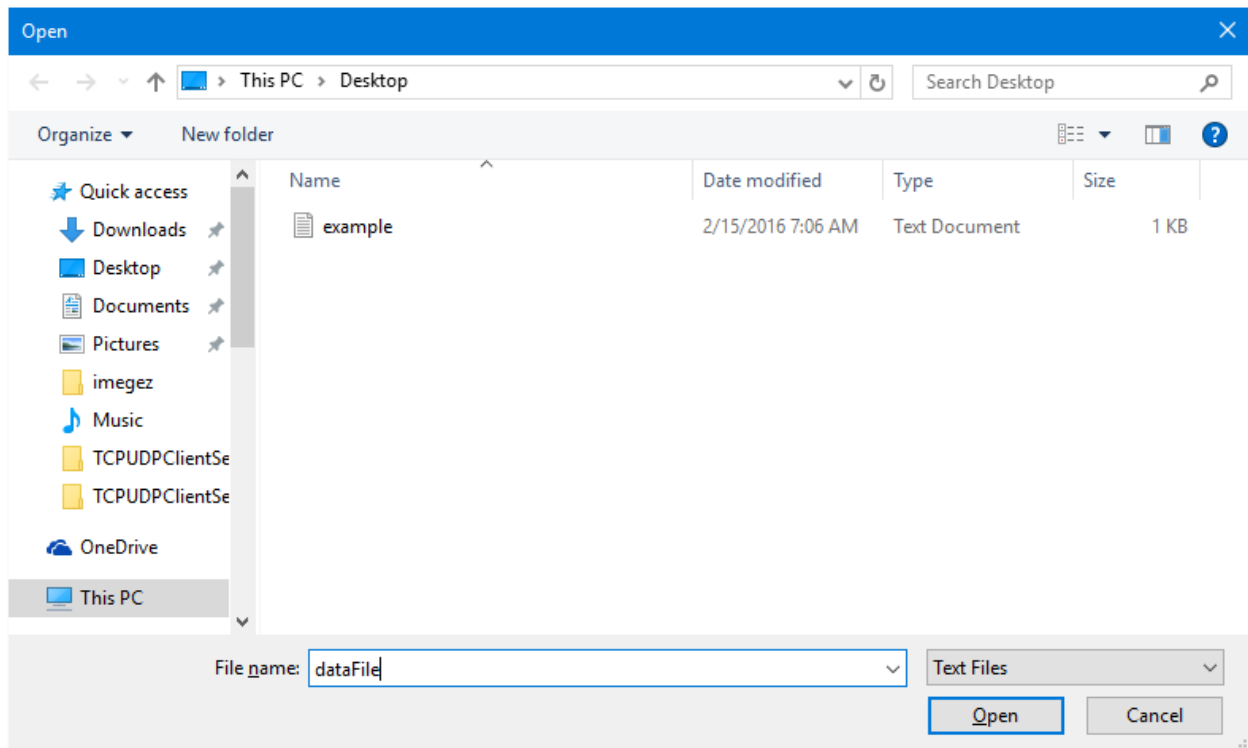 Open
This PC > Desktop
Search Desktop
Organize
New folder
?
Name Date modified Type Size
example 2/15/2016 7:06 AM Text Document 1 KB
Quick access
Downloads
Desktop
Documents
Pictures
imegez
Music
TCPUDPClientSe
TCPUDPClientSe
OneDrive
This PC
File name: dataFile
Text Files
Open Cancel